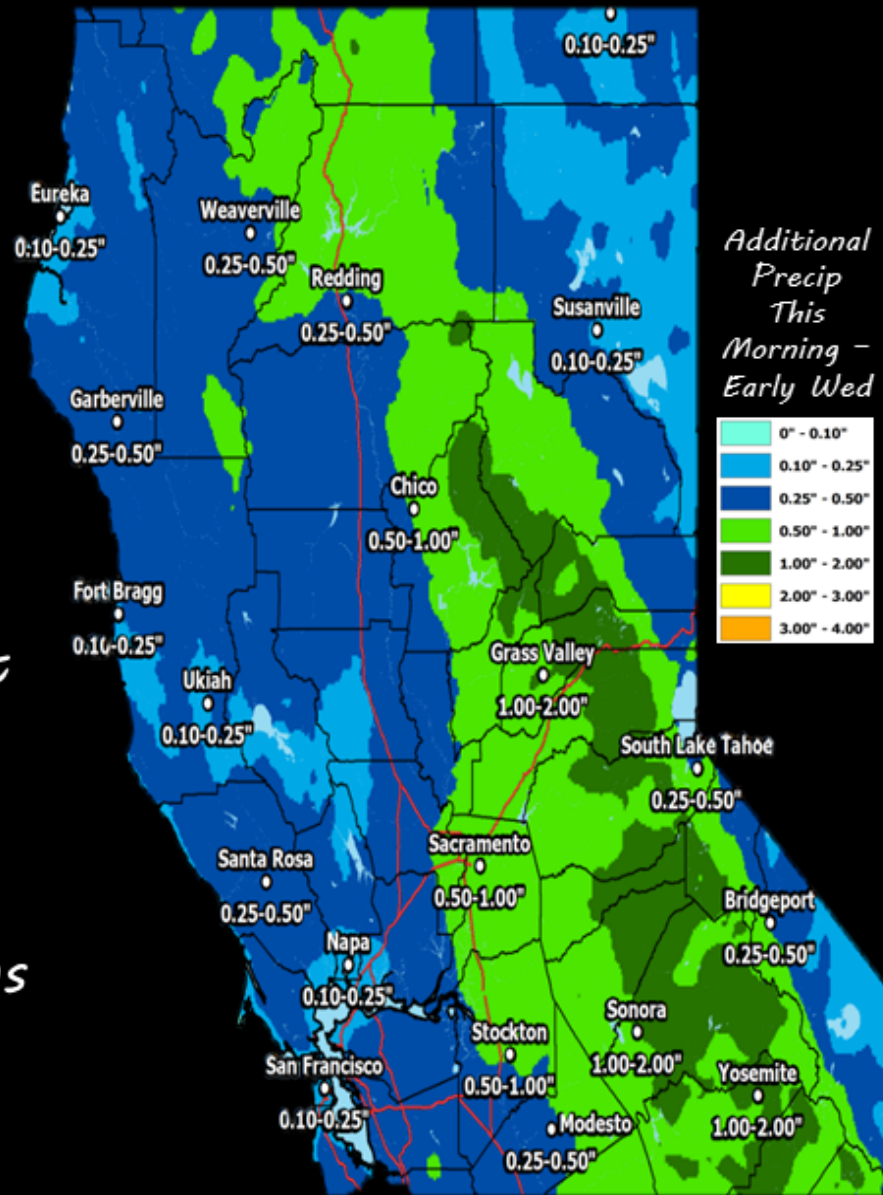 0.10-0.25"
Eureka
0.10-0.25"
Weaverville
0.25-0.50"
Redding
0.25-0.50"
Susanville
0.10-0.25"
Garberville
0.25-0.50"
Chico
0.50-1.00"
Fort Bragg
0.10-0.25"
Ukiah
0.10-0.25"
Grass Valley
1.00-2.00"
South Lake Tahoe
0.25-0.50"
Santa Rosa
0.25-0.50"
Sacramento
0.50-1.00"
Bridgeport
0.25-0.50"
Napa
0.10-0.25"
Stockton
0.50-1.00"
Sonora
1.00-2.00"
San Francisco
0.10-0.25"
Yosemite
1.00-2.00"
Modesto
0.25-0.50"
Additional
Precip
This
Morning -
Early Wed
0" - 0.10"
0.10" - 0.25"
0.25" - 0.50"
0.50" - 1.00"
1.00" - 2.00"
2.00" - 3.00"
3.00" - 4.00"